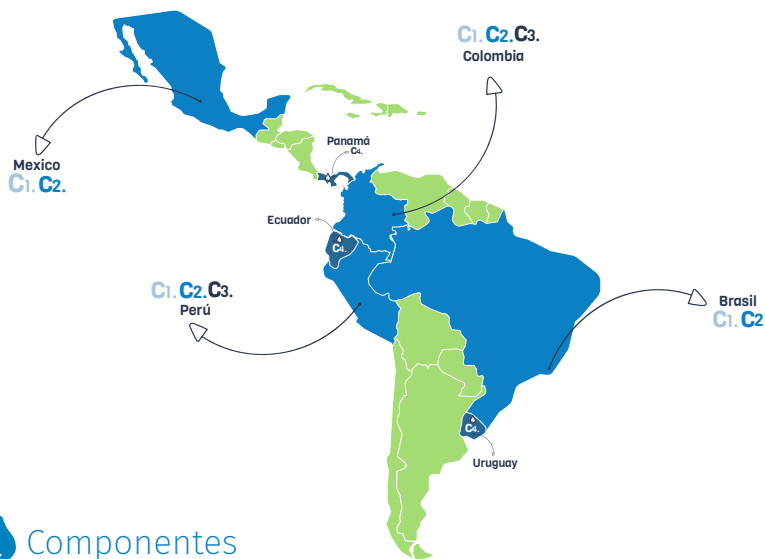 C1.C2.C3.
Colombia
Panamá
C4.
Mexico
C1.C2.
Ecuador
C4.
C1.C2.C3.
Perú
Brasil
C1.C2
C4.
Uruguay
Componentes